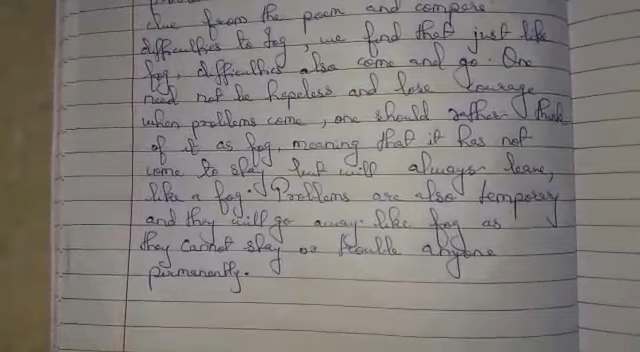 clue from the poem and compare
difficulties to fog, we find that just like
fog, difficulties also come and go. One
need not be hopeless and lose courage
when problems come, one should rather think
of it as fog, meaning that it has not
come to stay but will always leave,
like a fog. Problems are also temporary
and they will go away like fog as
they cannot stay or trouble anyone
permanently.